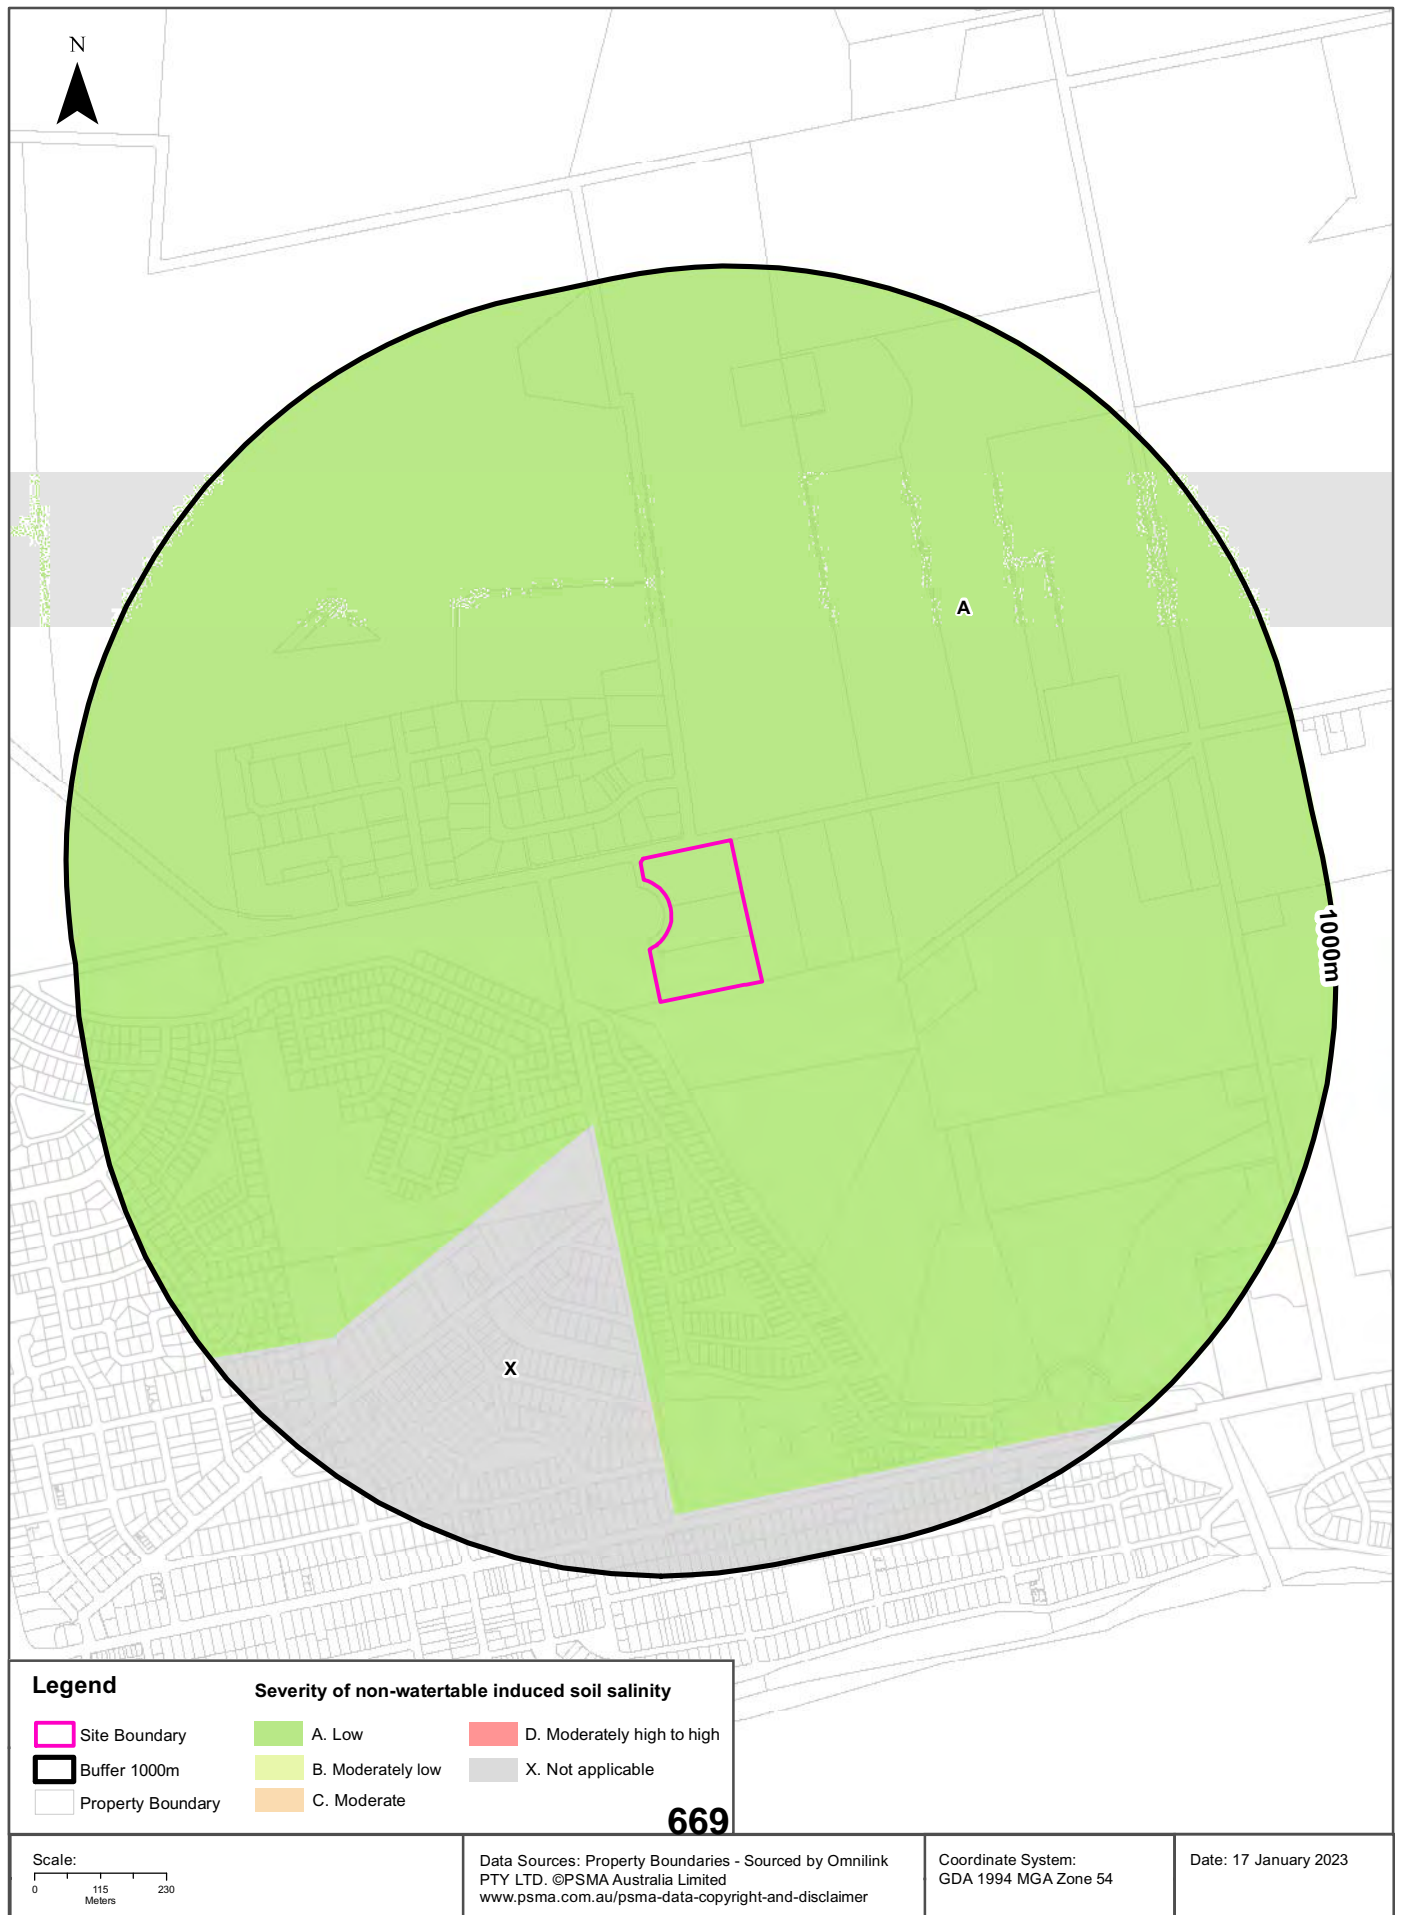 N
A
1000m
X
Legend
Severity of non-watertable induced soil salinity
Site Boundary
Buffer 1000m
Property Boundary
A. Low
B. Moderately low
C. Moderate
D. Moderately high to high
X. Not applicable
669
Scale:
0 115 230
Meters
Data Sources: Property Boundaries - Sourced by Omnilink
PTY LTD. ©PSMA Australia Limited
www.psma.com.au/psma-data-copyright-and-disclaimer
Coordinate System:
GDA 1994 MGA Zone 54
Date: 17 January 2023